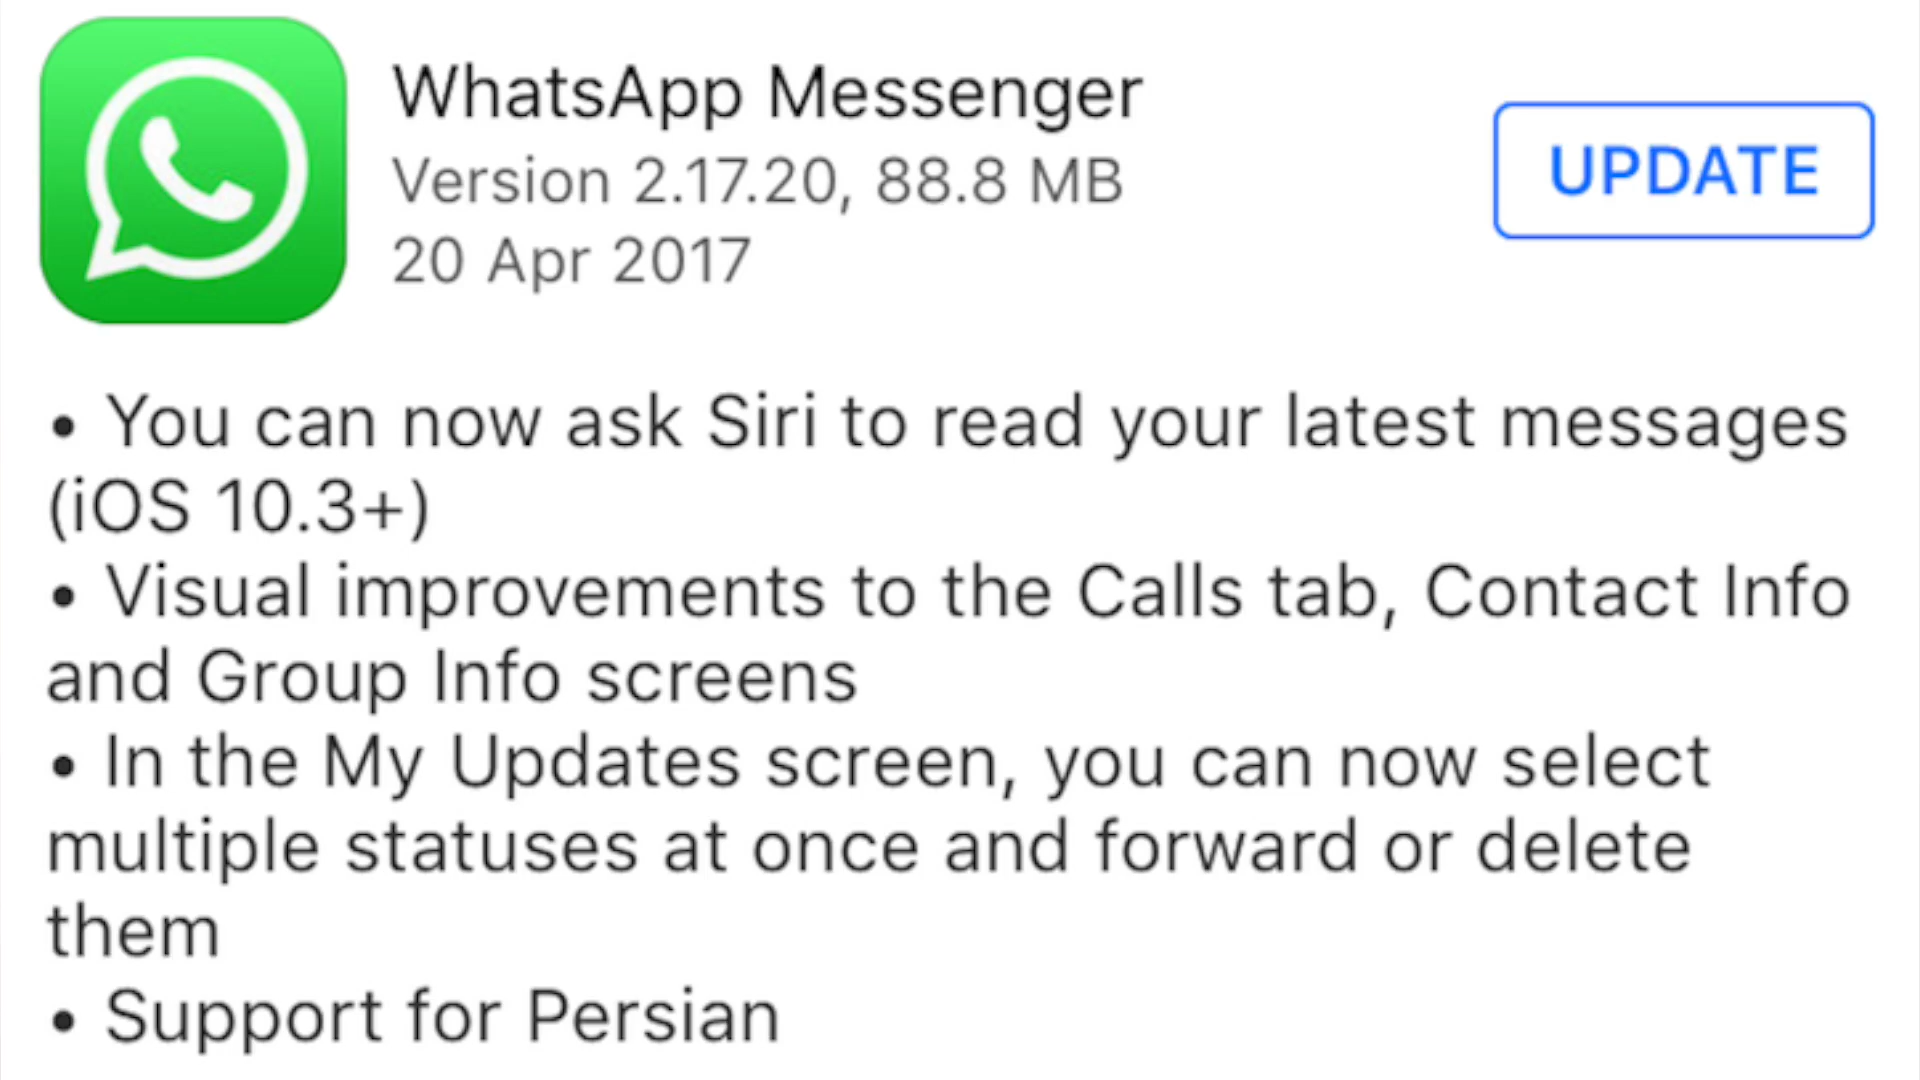 WhatsApp Messenger
Version 2.17.20, 88.8 MB
20 Apr 2017
UPDATE
• You can now ask Siri to read your latest messages
(iOS 10.3+)
• Visual improvements to the Calls tab, Contact Info
and Group Info screens
• In the My Updates screen, you can now select
multiple statuses at once and forward or delete
them
• Support for Persian